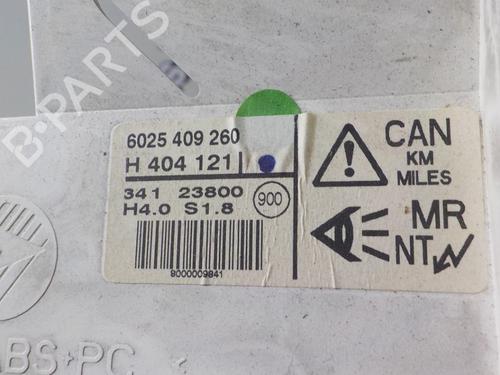 B-PARTS
6025 409 260
H 404 121
341 23800
H4.0 S1.8
900
8000009841
CAN
KM
MILES
MR
NT
ABS+PC